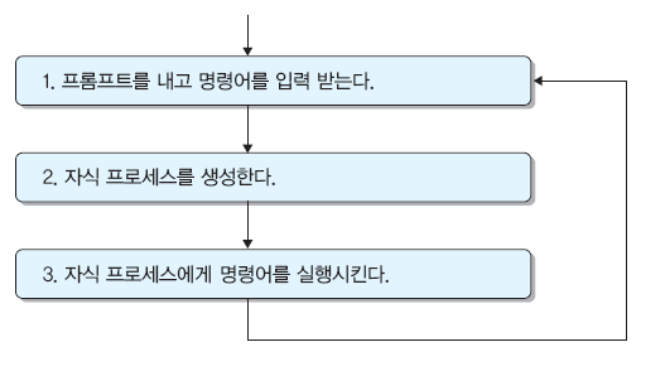 1. 프롬프트를 내고 명령어를 입력 받는다.
2. 자식 프로세스를 생성한다.
3. 자식 프로세스에게 명령어를 실행시킨다.